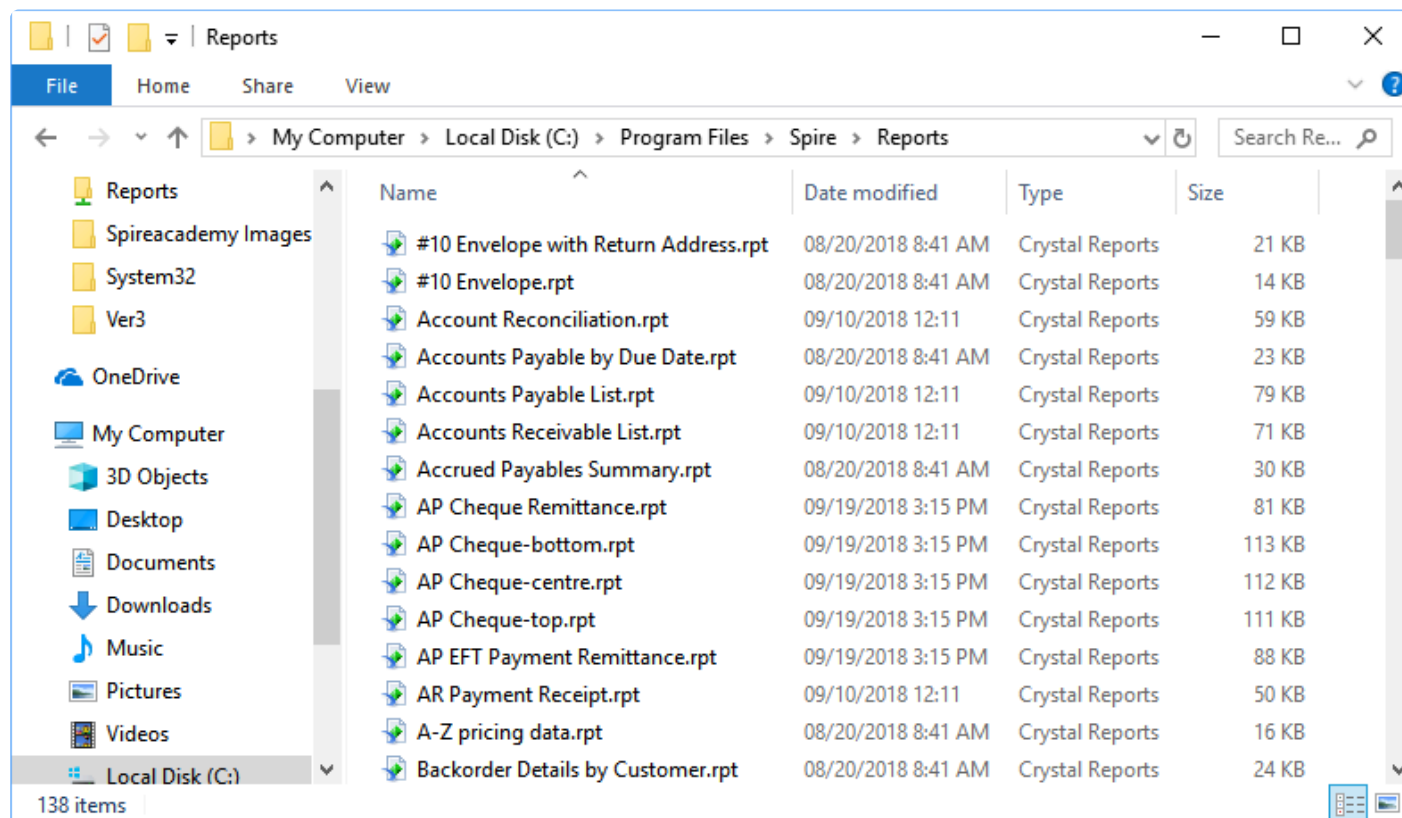 Reports
File Home Share View
My Computer > Local Disk (C:) > Program Files > Spire > Reports Search Re...
Reports
Spireacademy Images
System32
Ver3
OneDrive
My Computer
3D Objects
Desktop
Documents
Downloads
Music
Pictures
Videos
Local Disk (C:)
Name Date modified Type Size
#10 Envelope with Return Address.rpt 08/20/2018 8:41 AM Crystal Reports 21 KB
#10 Envelope.rpt 08/20/2018 8:41 AM Crystal Reports 14 KB
Account Reconciliation.rpt 09/10/2018 12:11 Crystal Reports 59 KB
Accounts Payable by Due Date.rpt 08/20/2018 8:41 AM Crystal Reports 23 KB
Accounts Payable List.rpt 09/10/2018 12:11 Crystal Reports 79 KB
Accounts Receivable List.rpt 09/10/2018 12:11 Crystal Reports 71 KB
Accrued Payables Summary.rpt 08/20/2018 8:41 AM Crystal Reports 30 KB
AP Cheque Remittance.rpt 09/19/2018 3:15 PM Crystal Reports 81 KB
AP Cheque-bottom.rpt 09/19/2018 3:15 PM Crystal Reports 113 KB
AP Cheque-centre.rpt 09/19/2018 3:15 PM Crystal Reports 112 KB
AP Cheque-top.rpt 09/19/2018 3:15 PM Crystal Reports 111 KB
AP EFT Payment Remittance.rpt 09/19/2018 3:15 PM Crystal Reports 88 KB
AR Payment Receipt.rpt 09/10/2018 12:11 Crystal Reports 50 KB
A-Z pricing data.rpt 08/20/2018 8:41 AM Crystal Reports 16 KB
Backorder Details by Customer.rpt 08/20/2018 8:41 AM Crystal Reports 24 KB
138 items